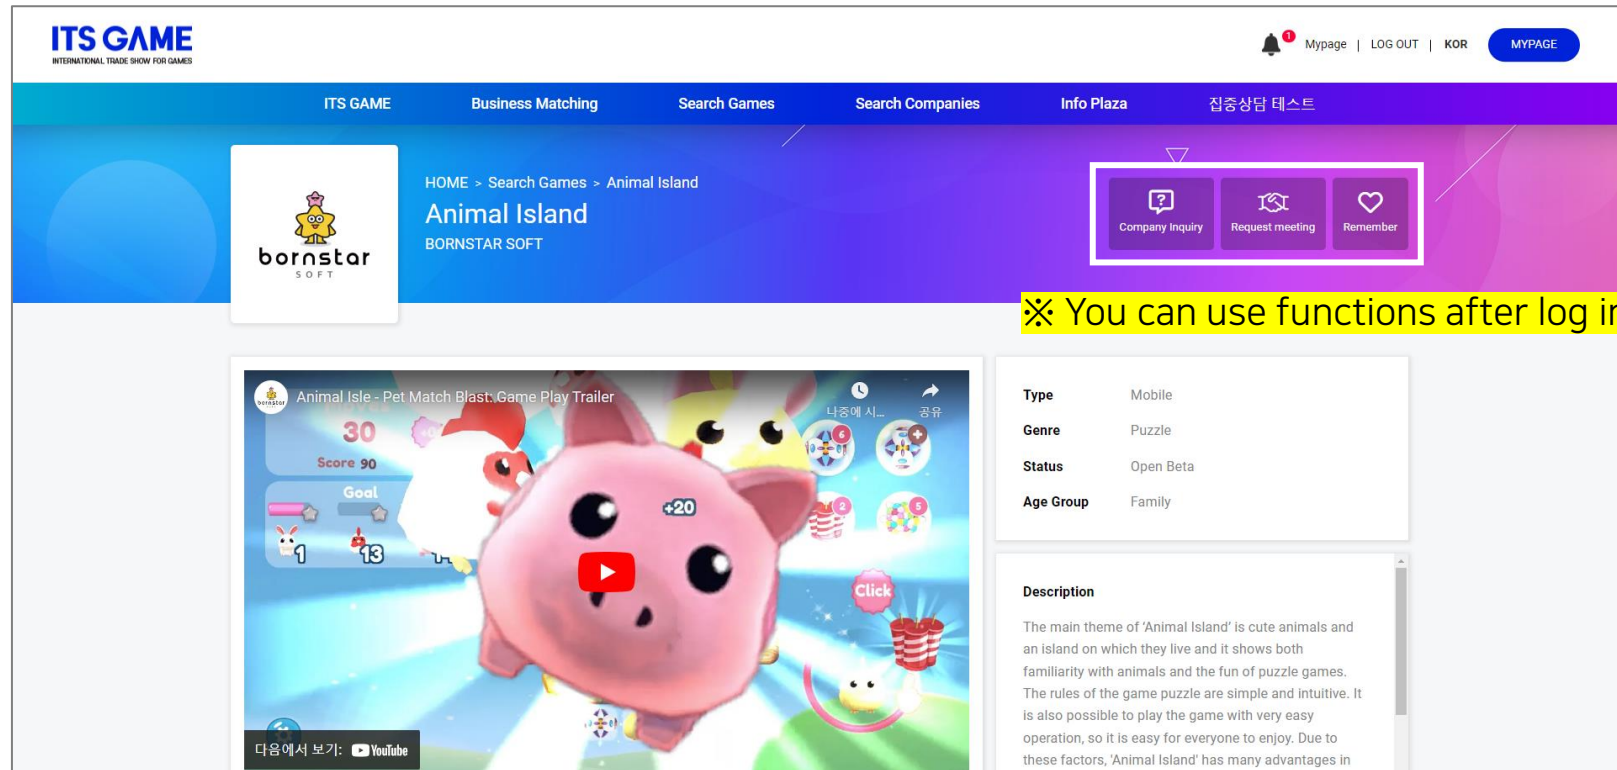 ITS GAME
INTERNATIONAL TRADE SHOW FOR GAMES
1
Mypage | LOG OUT | KOR
MYPAGE
ITS GAME Business Matching Search Games Search Companies Info Plaza 집중상담 테스트
bornstar
SOFT
HOME > Search Games > Animal Island
Animal Island
BORNSTAR SOFT
Company Inquiry Request meeting Remember
※ You can use functions after log in
bornstar
Animal Isle - Pet Match Blast: Game Play Trailer
나중에 시... 공유
30
Score 90
Goal
1 13
+20
6
2 5
Click
다음에서 보기: YouTube
Type Mobile
Genre Puzzle
Status Open Beta
Age Group Family
Description
The main theme of 'Animal Island' is cute animals and
an island on which they live and it shows both
familiarity with animals and the fun of puzzle games.
The rules of the game puzzle are simple and intuitive. It
is also possible to play the game with very easy
operation, so it is easy for everyone to enjoy. Due to
these factors, 'Animal Island' has many advantages in